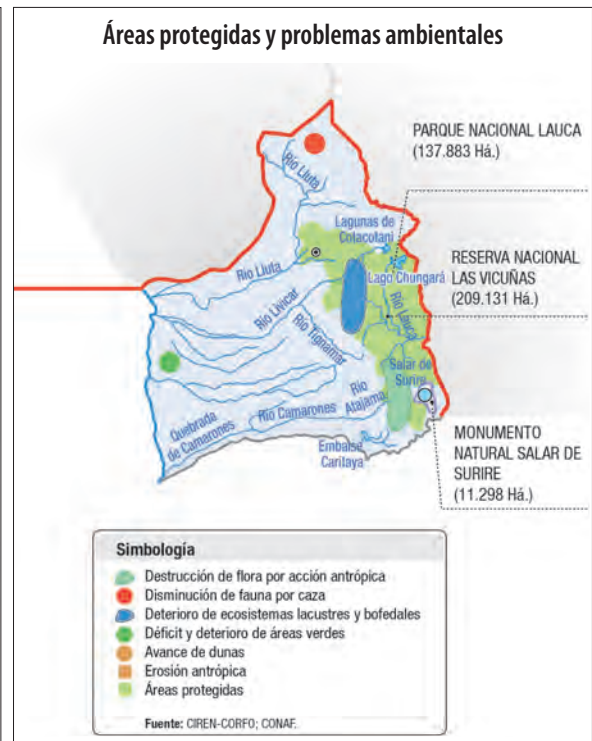 Áreas protegidas y problemas ambientales
PARQUE NACIONAL LAUCA
(137.883 Há.)
Río Lluta
Lagunas de
Cotacotani
RESERVA NACIONAL
LAS VICUÑAS
(209.131 Há.)
Río Lluta
Lago Chungará
Río Livicar
Río Lauca
Río Tignamar
Salar de
Surire
Río
Atajama
Río Camarones
Quebrada
de Camarones
Embalse
Caritaya
MONUMENTO
NATURAL SALAR DE
SURIRE
(11.298 Há.)
Simbología
Destrucción de flora por acción antrópica
Disminución de fauna por caza
Deterioro de ecosistemas lacustres y bofedales
Déficit y deterioro de áreas verdes
Avance de dunas
Erosión antrópica
Áreas protegidas
Fuente: CIREN-CORFO; CONAF.